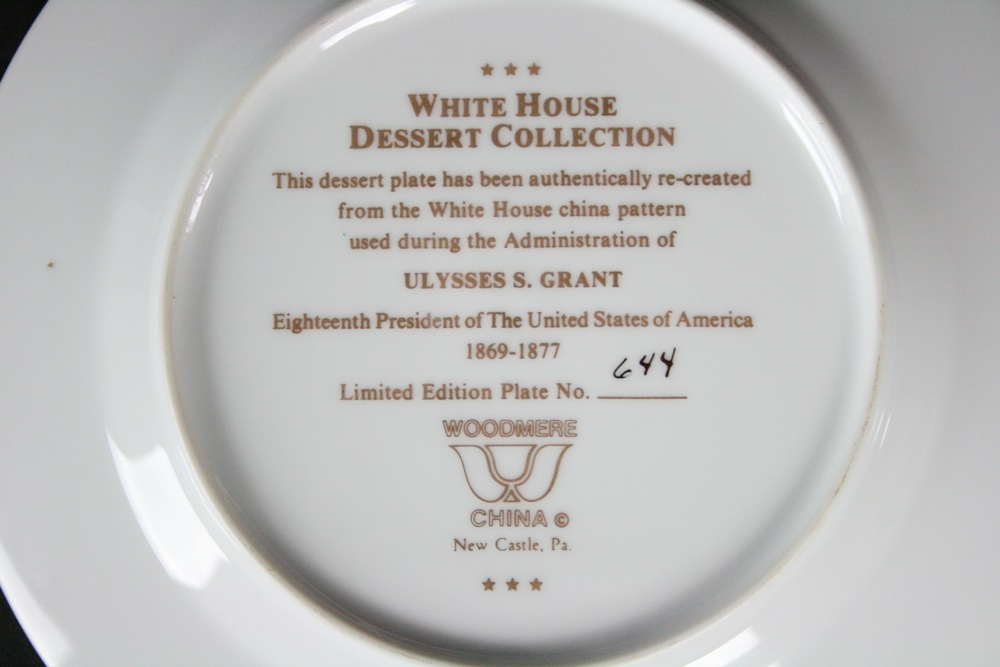 WHITE HOUSE
DESSERT COLLECTION
This dessert plate has been authentically re-created
from the White House china pattern
used during the Administration of
ULYSSES S. GRANT
Eighteenth President of The United States of America
1869-1877
Limited Edition Plate No. 644
WOODMERE
CHINA ©
New Castle, Pa.